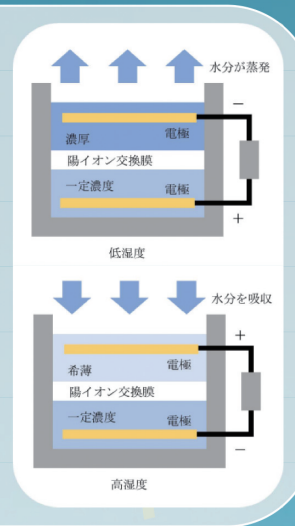 水分が蒸発
−
濃厚 電極
陽イオン交換膜
一定濃度 電極
+
低湿度
水分を吸収
+
希薄 電極
陽イオン交換膜
一定濃度 電極
−
高湿度